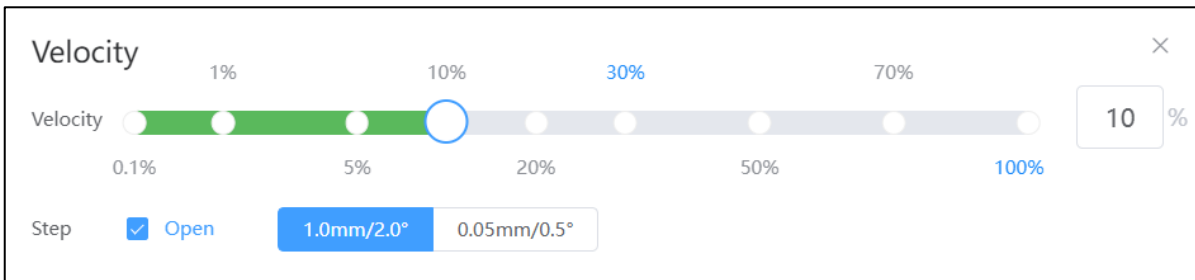 Velocity
1% 10% 30% 70%
Velocity 10 %
0.1% 5% 20% 50% 100%
Step Open 1.0mm/2.0° 0.05mm/0.5°